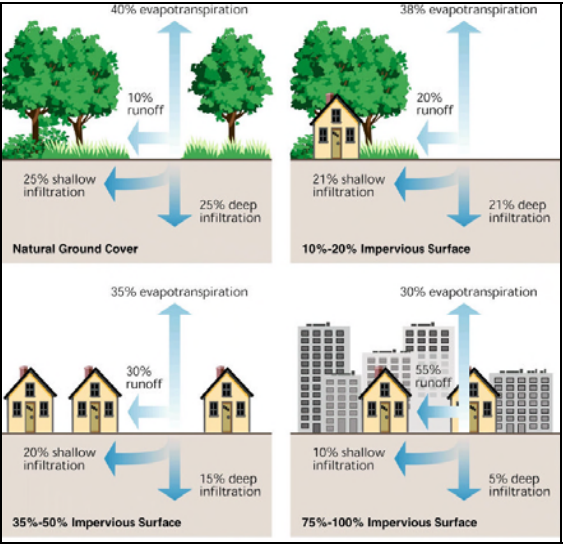 40% evapotranspiration
10%
runoff
25% shallow
infiltration
25% deep
infiltration
Natural Ground Cover
38% evapotranspiration
20%
runoff
21% shallow
infiltration
21% deep
infiltration
10%-20% Impervious Surface
35% evapotranspiration
30%
runoff
20% shallow
infiltration
15% deep
infiltration
35%-50% Impervious Surface
30% evapotranspiration
55%
runoff
10% shallow
infiltration
5% deep
infiltration
75%-100% Impervious Surface